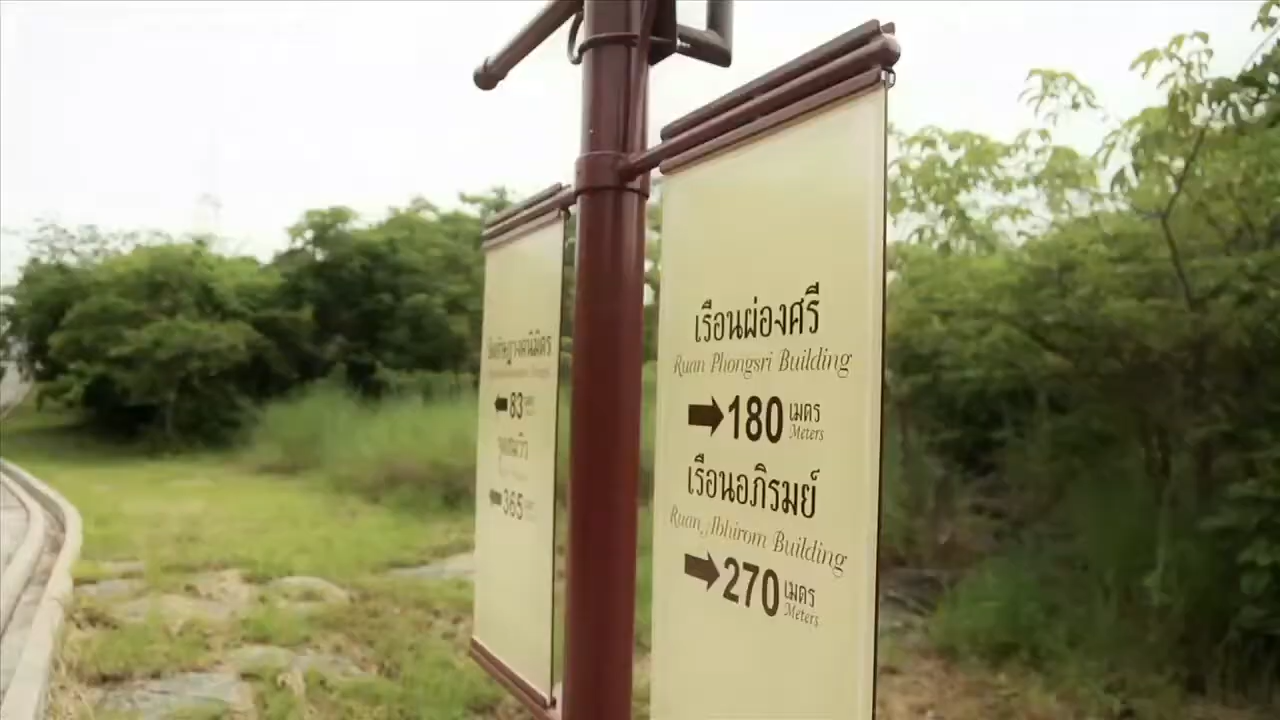 83
365
เรือนผ่องศรี
Ruan Phongsri Building
180 เมตร
Meters
เรือนอภิรมย์
Ruan Abhirom Building
270 เมตร
Meters